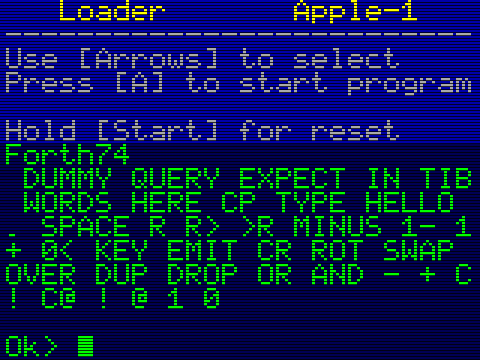 Loader Apple-1
Use [Arrows] to select
Press [A] to start program
Hold [Start] for reset
Forth74
DUMMY QUERY EXPECT IN TIB
WORDS HERE CP TYPE HELLO
. SPACE R R> >R MINUS 1- 1
+ 0< KEY EMIT CR ROT SWAP
OVER DUP DROP OR AND - + C
! C@ ! @ 1 0
Ok>